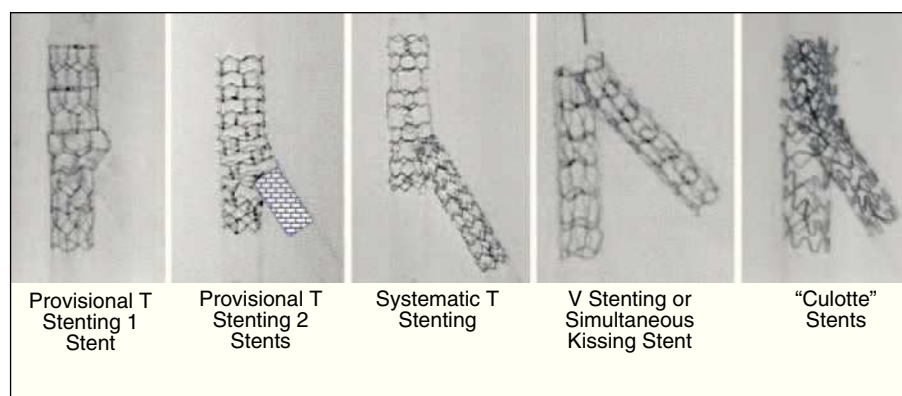 Provisional T
Stenting 1
Stent
Provisional T
Stenting 2
Stents
Systematic T
Stenting
V Stenting or
Simultaneous
Kissing Stent
“Culotte”
Stents